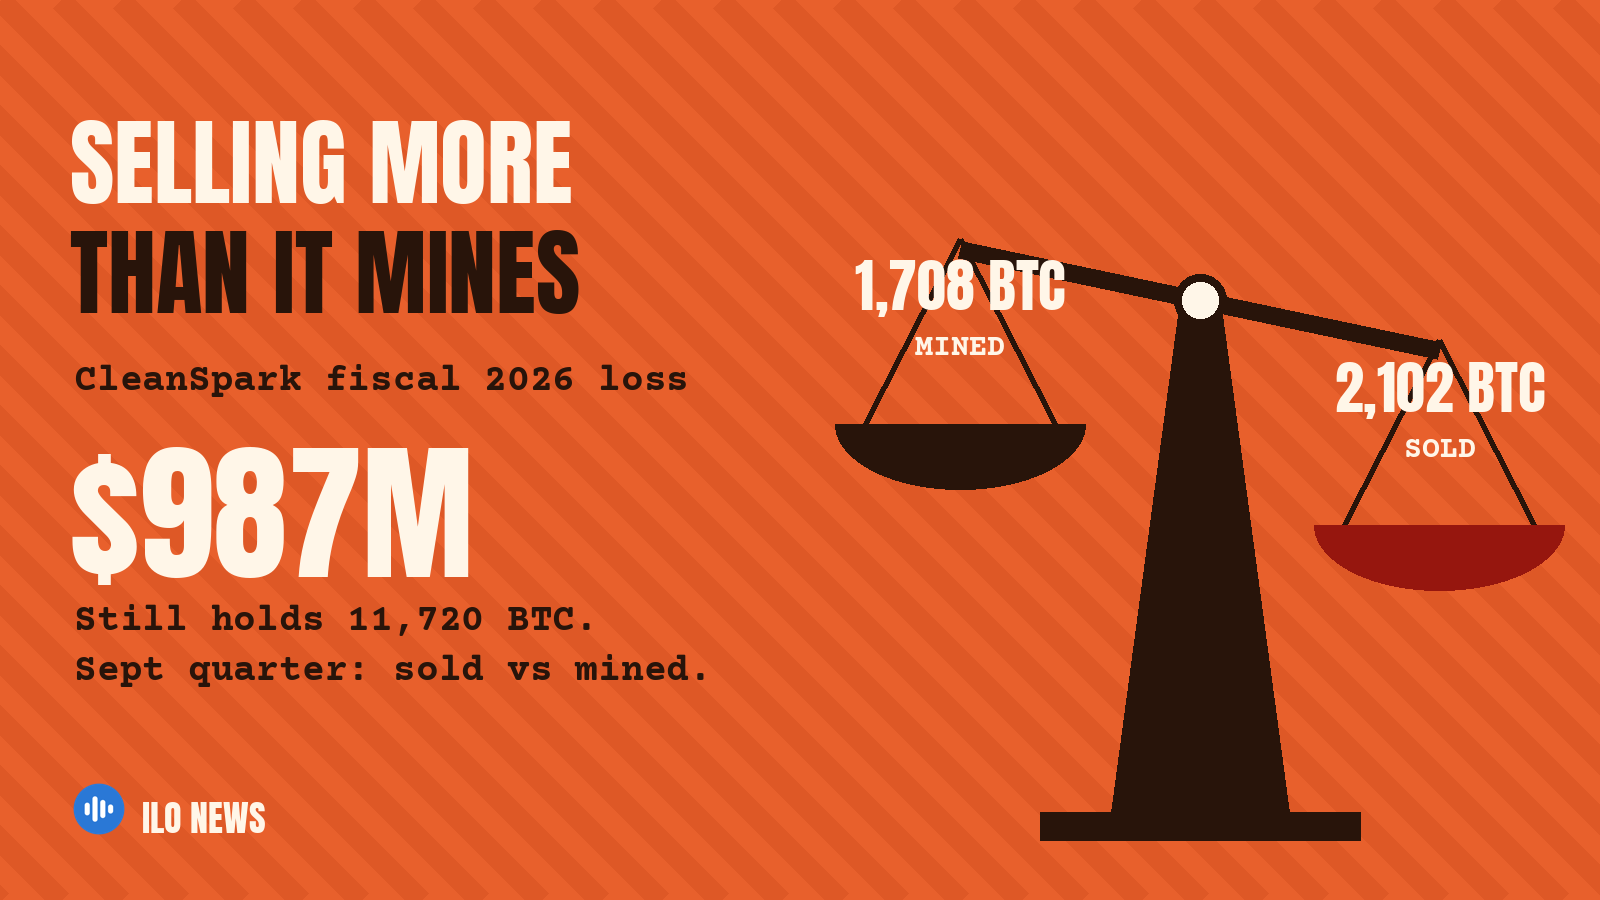 SELLING MORE
THAN IT MINES
CleanSpark fiscal 2026 loss
$987M
Still holds 11,720 BTC.
Sept quarter: sold vs mined.
1,708 BTC
MINED
2,102 BTC
SOLD
ILO NEWS